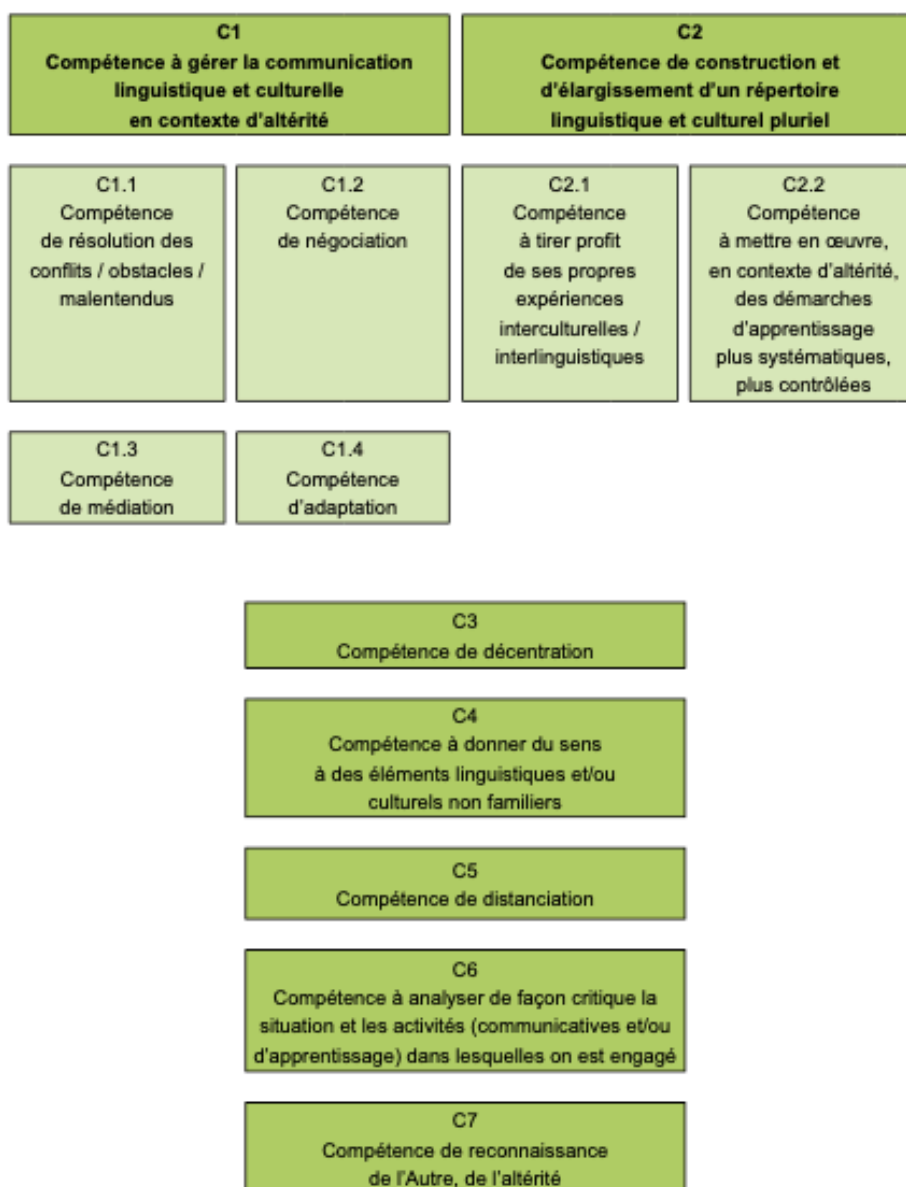 C1
Compétence à gérer la communication
linguistique et culturelle
en contexte d'altérité
C2
Compétence de construction et
d'élargissement d'un répertoire
linguistique et culturel pluriel
C1.1
Compétence
de résolution des
conflits / obstacles /
malentendus
C1.2
Compétence
de négociation
C2.1
Compétence
à tirer profit
de ses propres
expériences
interculturelles /
interlinguistiques
C2.2
Compétence
à mettre en œuvre,
en contexte d'altérité,
des démarches
d'apprentissage
plus systématiques,
plus contrôlées
C1.3
Compétence
de médiation
C1.4
Compétence
d'adaptation
C3
Compétence de décentration
C4
Compétence à donner du sens
à des éléments linguistiques et/ou
culturels non familiers
C5
Compétence de distanciation
C6
Compétence à analyser de façon critique la
situation et les activités (communicatives et/ou
d'apprentissage) dans lesquelles on est engagé
C7
Compétence de reconnaissance
de l'Autre, de l'altérité